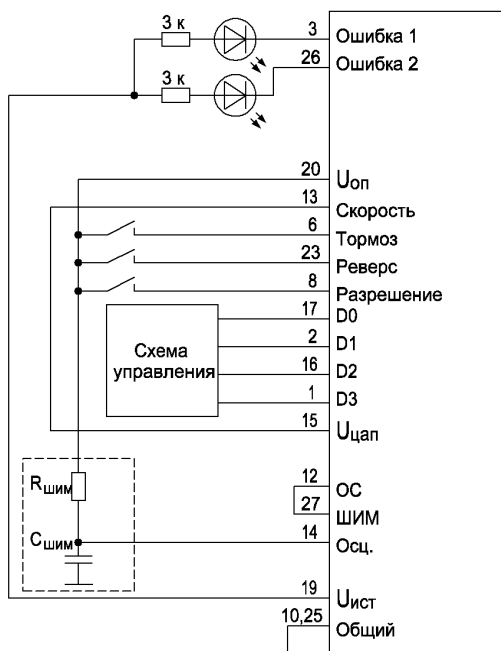 3 к
3
Ошибка 1
26
Ошибка 2
3 к
20
Uоп
13
Скорость
6
Тормоз
23
Реверс
8
Разрешение
17
D0
Схема
управления
2
D1
16
D2
1
D3
15
Uцап
Rшим
12
ОС
27
ШИМ
Cшим
14
Осц.
19
Uист
10,25
Общий